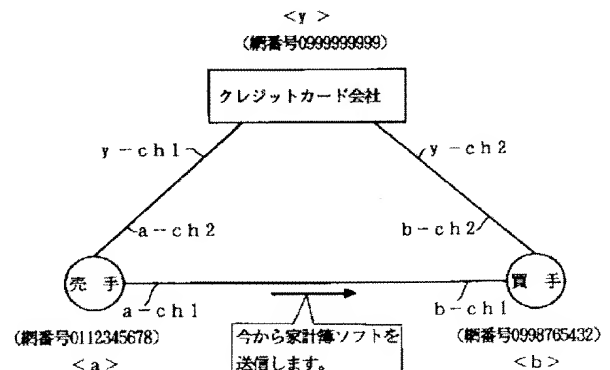 <y>
(網番号0999999999)
クレジットカード会社
y-ch1
y-ch2
a-ch2
b-ch2
売 手
買 手
a-ch1
b-ch1
(網番号0112345678)
今から家計簿ソフトを
送信します。
(網番号0998765432)
<a>
<b>